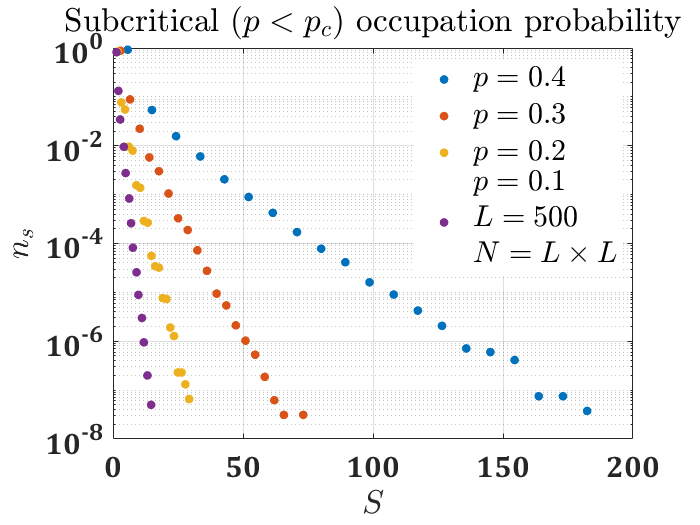 Subcritical (p < p_c) occupation probability
10^0
10^-2
10^-4
10^-6
10^-8
n_s
0
50
100
150
200
S
p = 0.4
p = 0.3
p = 0.2
p = 0.1
L = 500
N = L × L